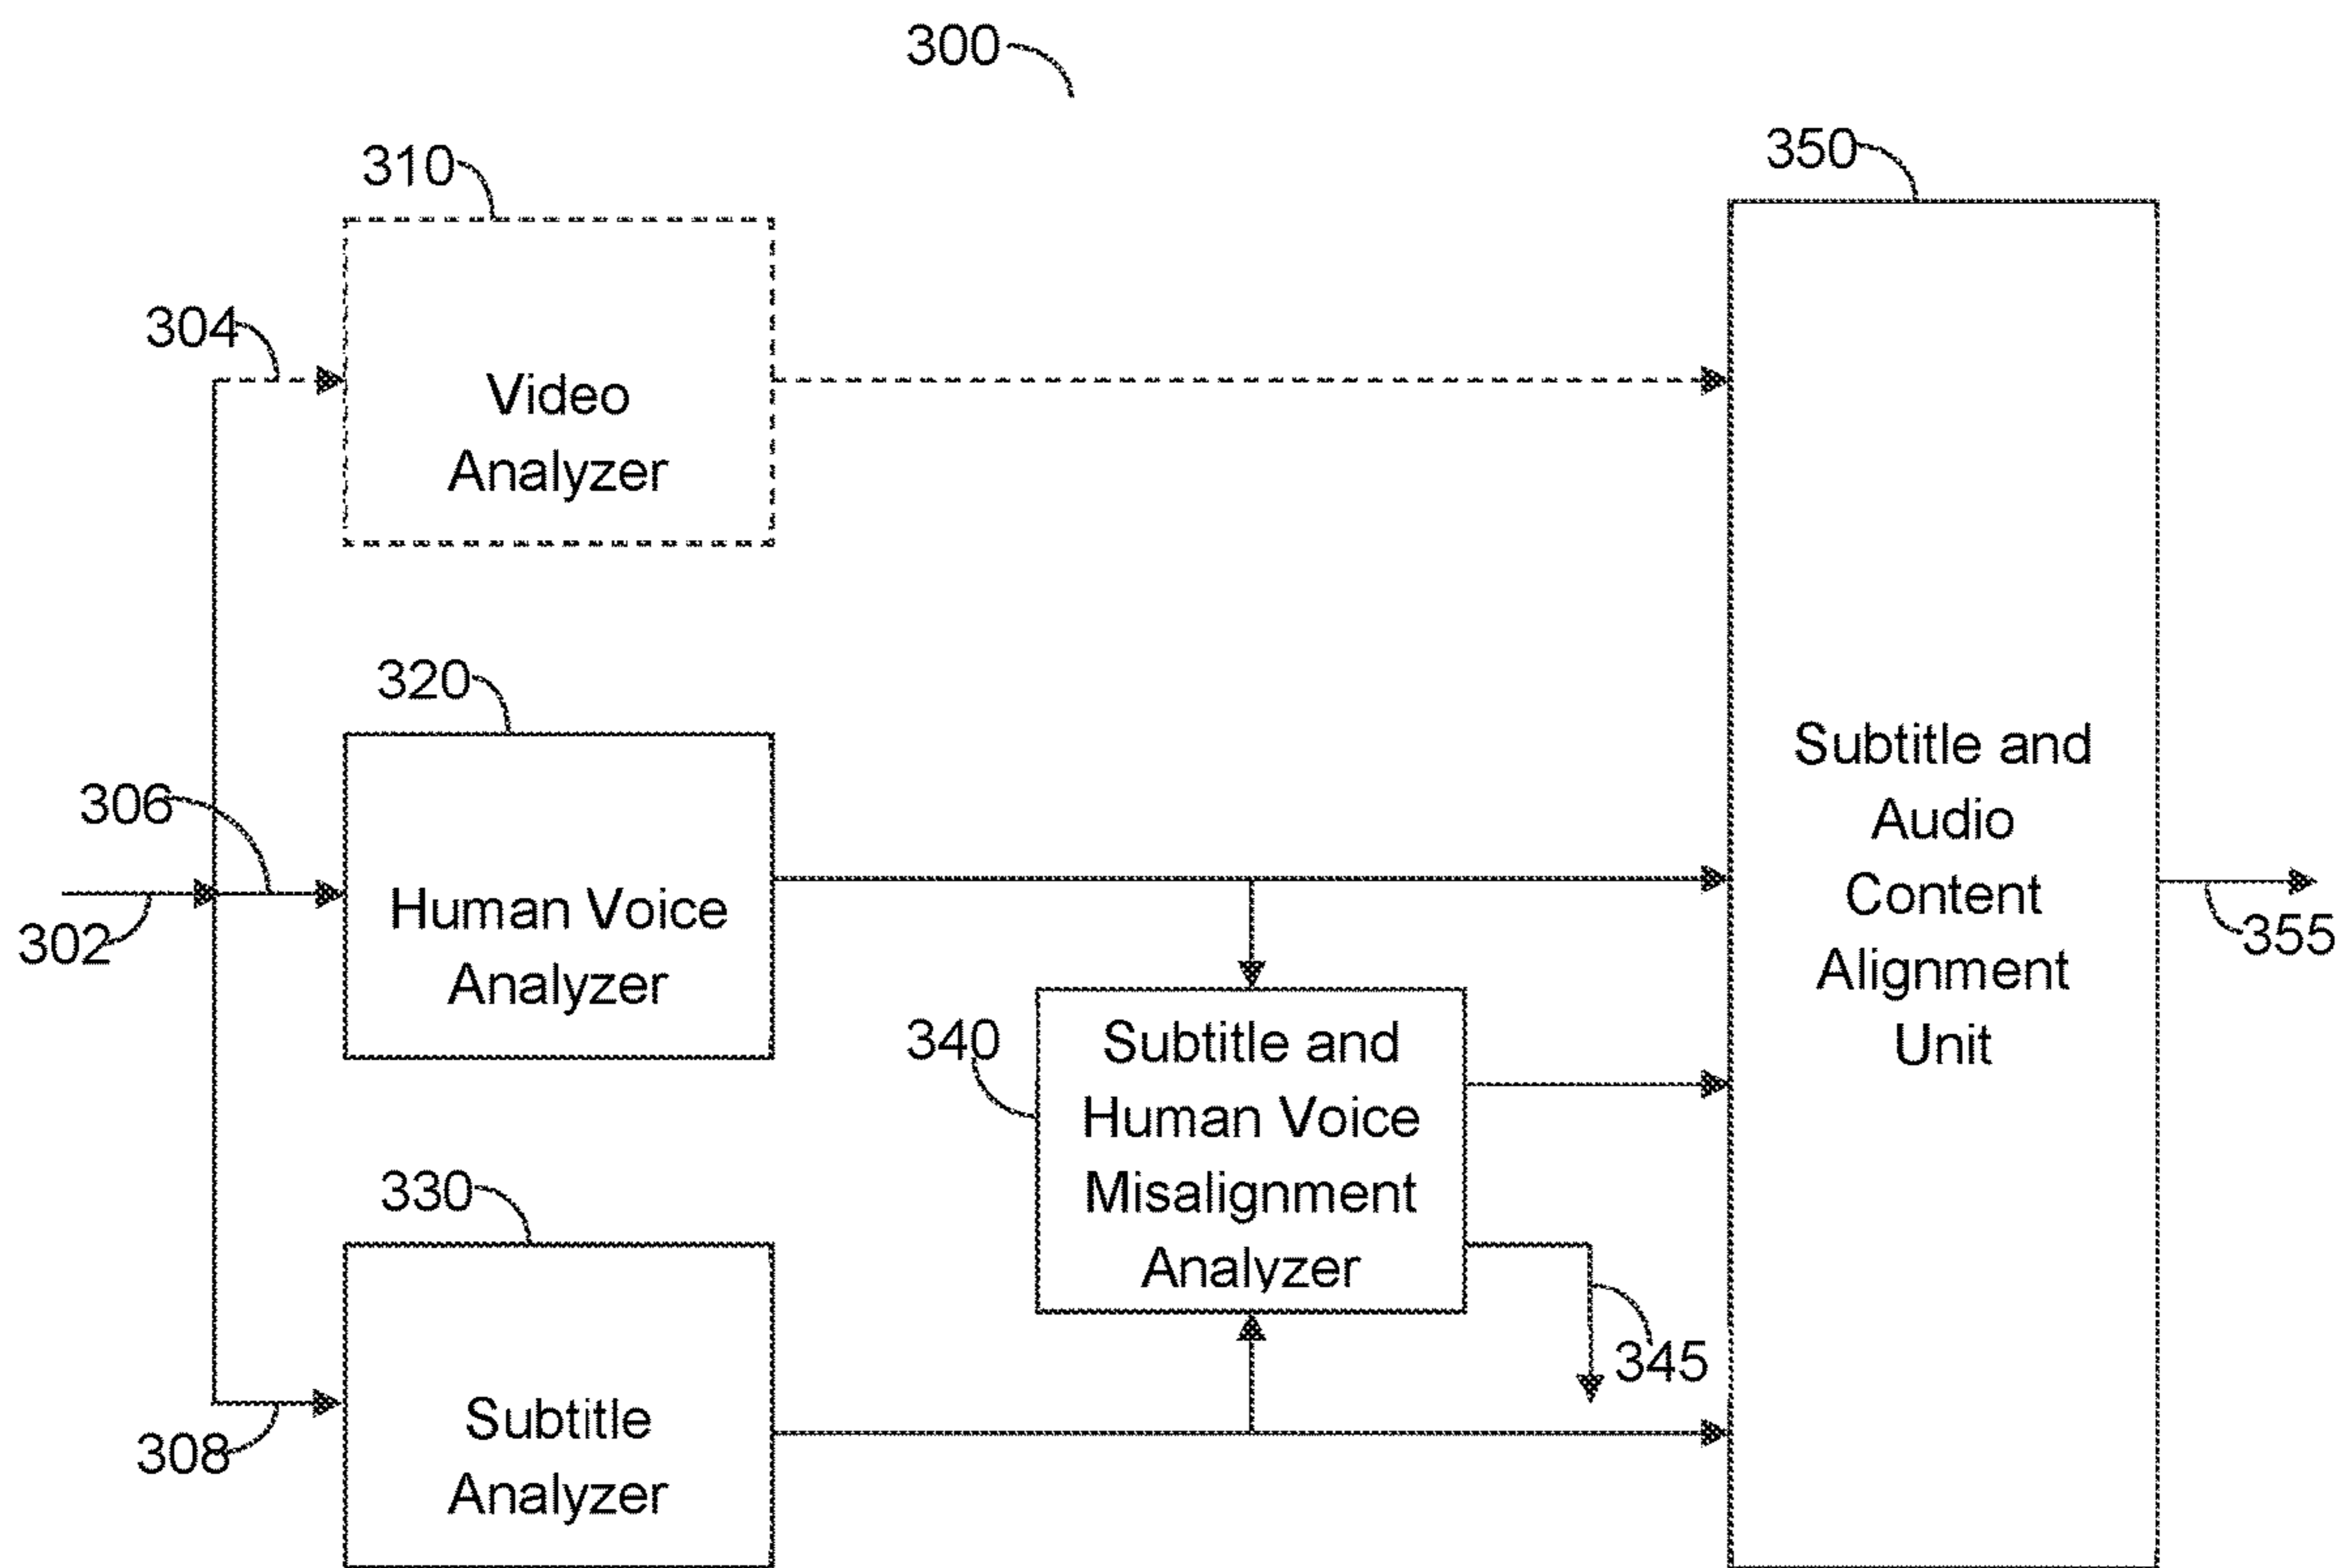 300
310
350
304
Video
Analyzer
320
306
302
Human Voice
Analyzer
Subtitle and
Audio
Content
Alignment
Unit
355
340
Subtitle and
Human Voice
Misalignment
Analyzer
330
345
308
Subtitle
Analyzer